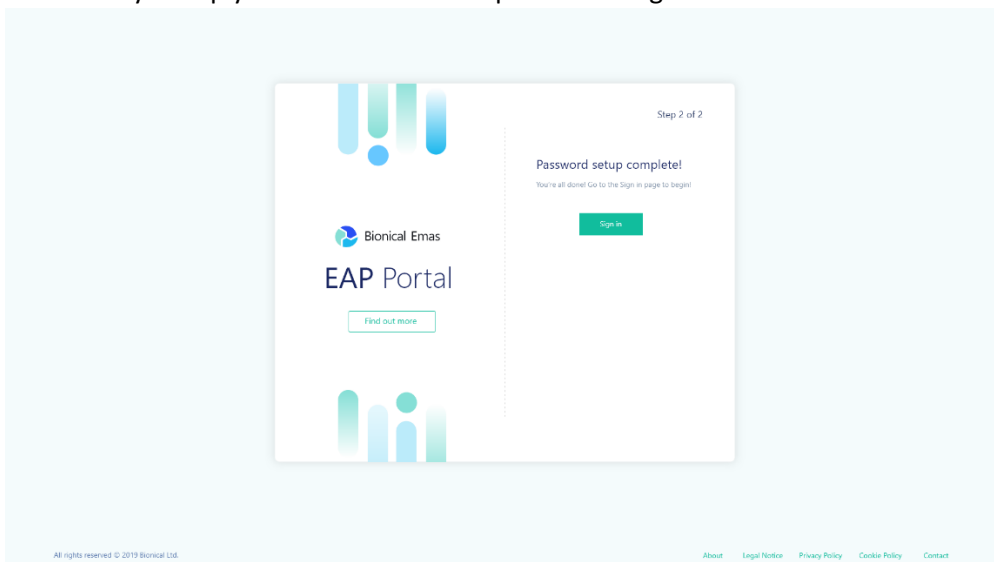 Step 2 of 2
Password setup complete!
You're all done! Go to the Sign in page to begin!
Sign in
Bionical Emas
EAP Portal
Find out more
All rights reserved © 2019 Bionical Ltd.
About Legal Notice Privacy Policy Cookie Policy Contact